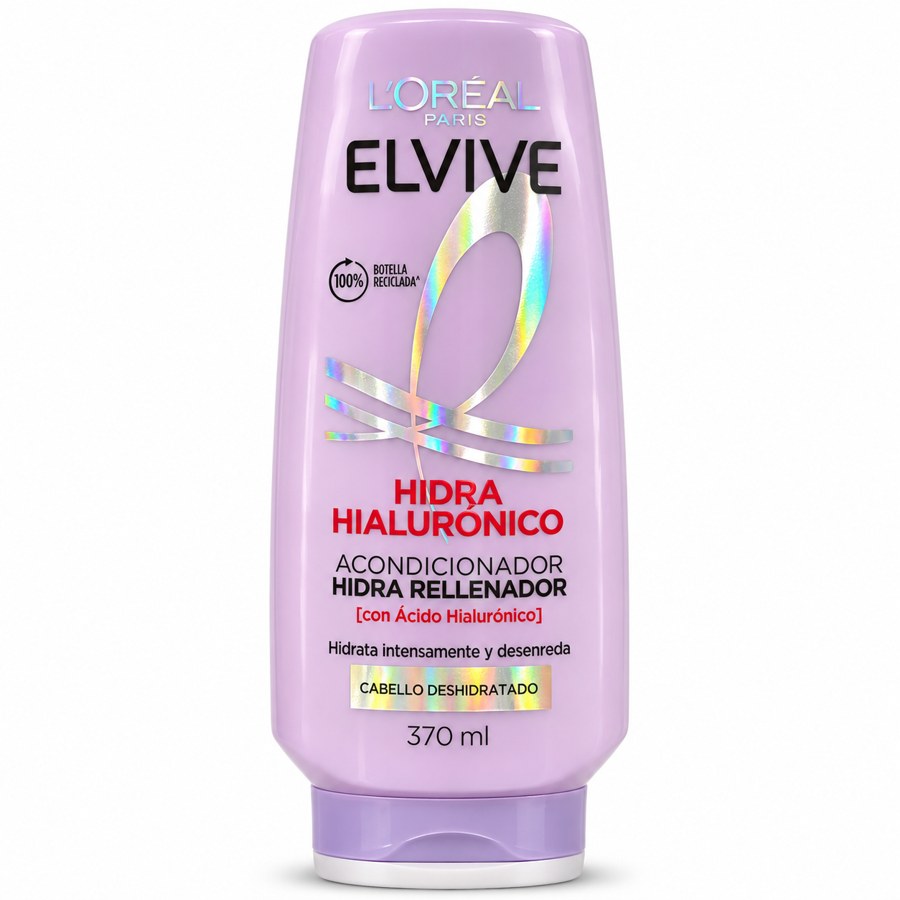 L'ORÉAL
PARIS
ELVIVE
100%
BOTELLA
RECICLADA^
HIDRA
HIALURÓNICO
ACONDICIONADOR
HIDRA RELLENADOR
[con Ácido Hialurónico]
Hidrata intensamente y desenreda
CABELLO DESHIDRATADO
370 ml